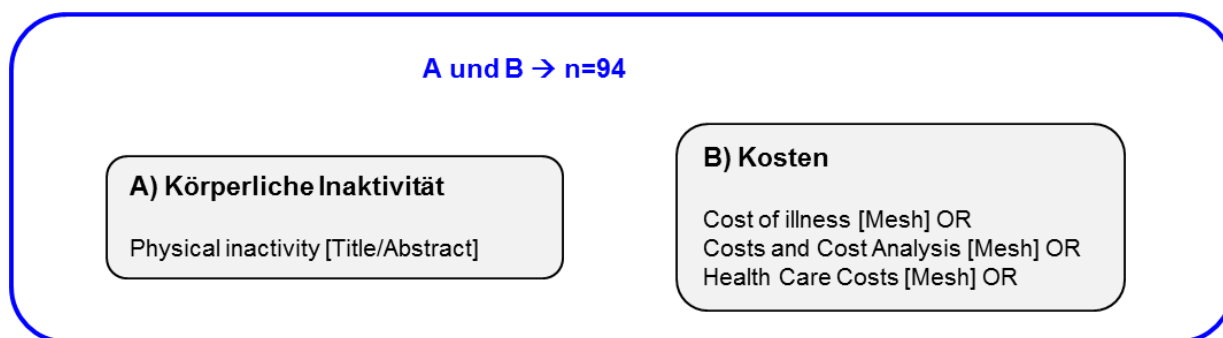 A und B → n=94
A) Körperliche Inaktivität
Physical inactivity [Title/Abstract]
B) Kosten
Cost of illness [Mesh] OR
Costs and Cost Analysis [Mesh] OR
Health Care Costs [Mesh] OR